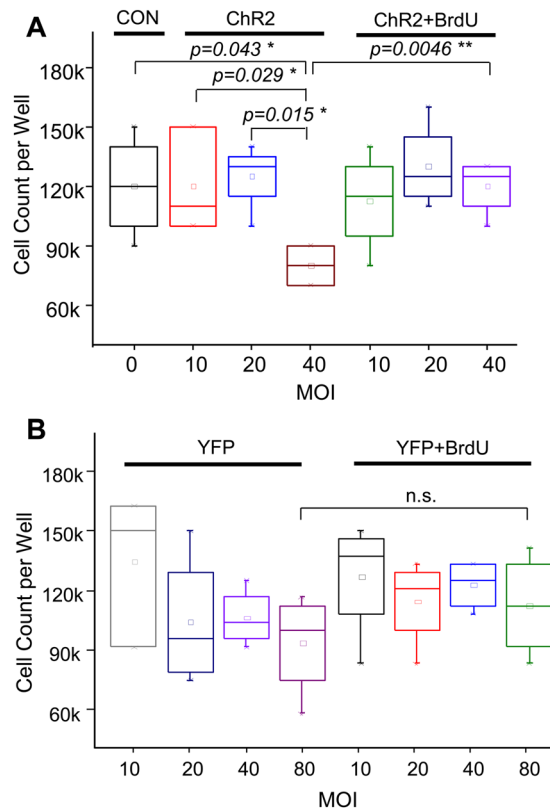 A
CON ChR2 ChR2+BrdU
p=0.043 * p=0.0046 **
p=0.029 *
p=0.015 *
180k
150k
120k
90k
60k
Cell Count per Well
0 10 20 40 10 20 40
MOI
B
YFP YFP+BrdU
n.s.
180k
150k
120k
90k
60k
Cell Count per Well
10 20 40 80 10 20 40 80
MOI